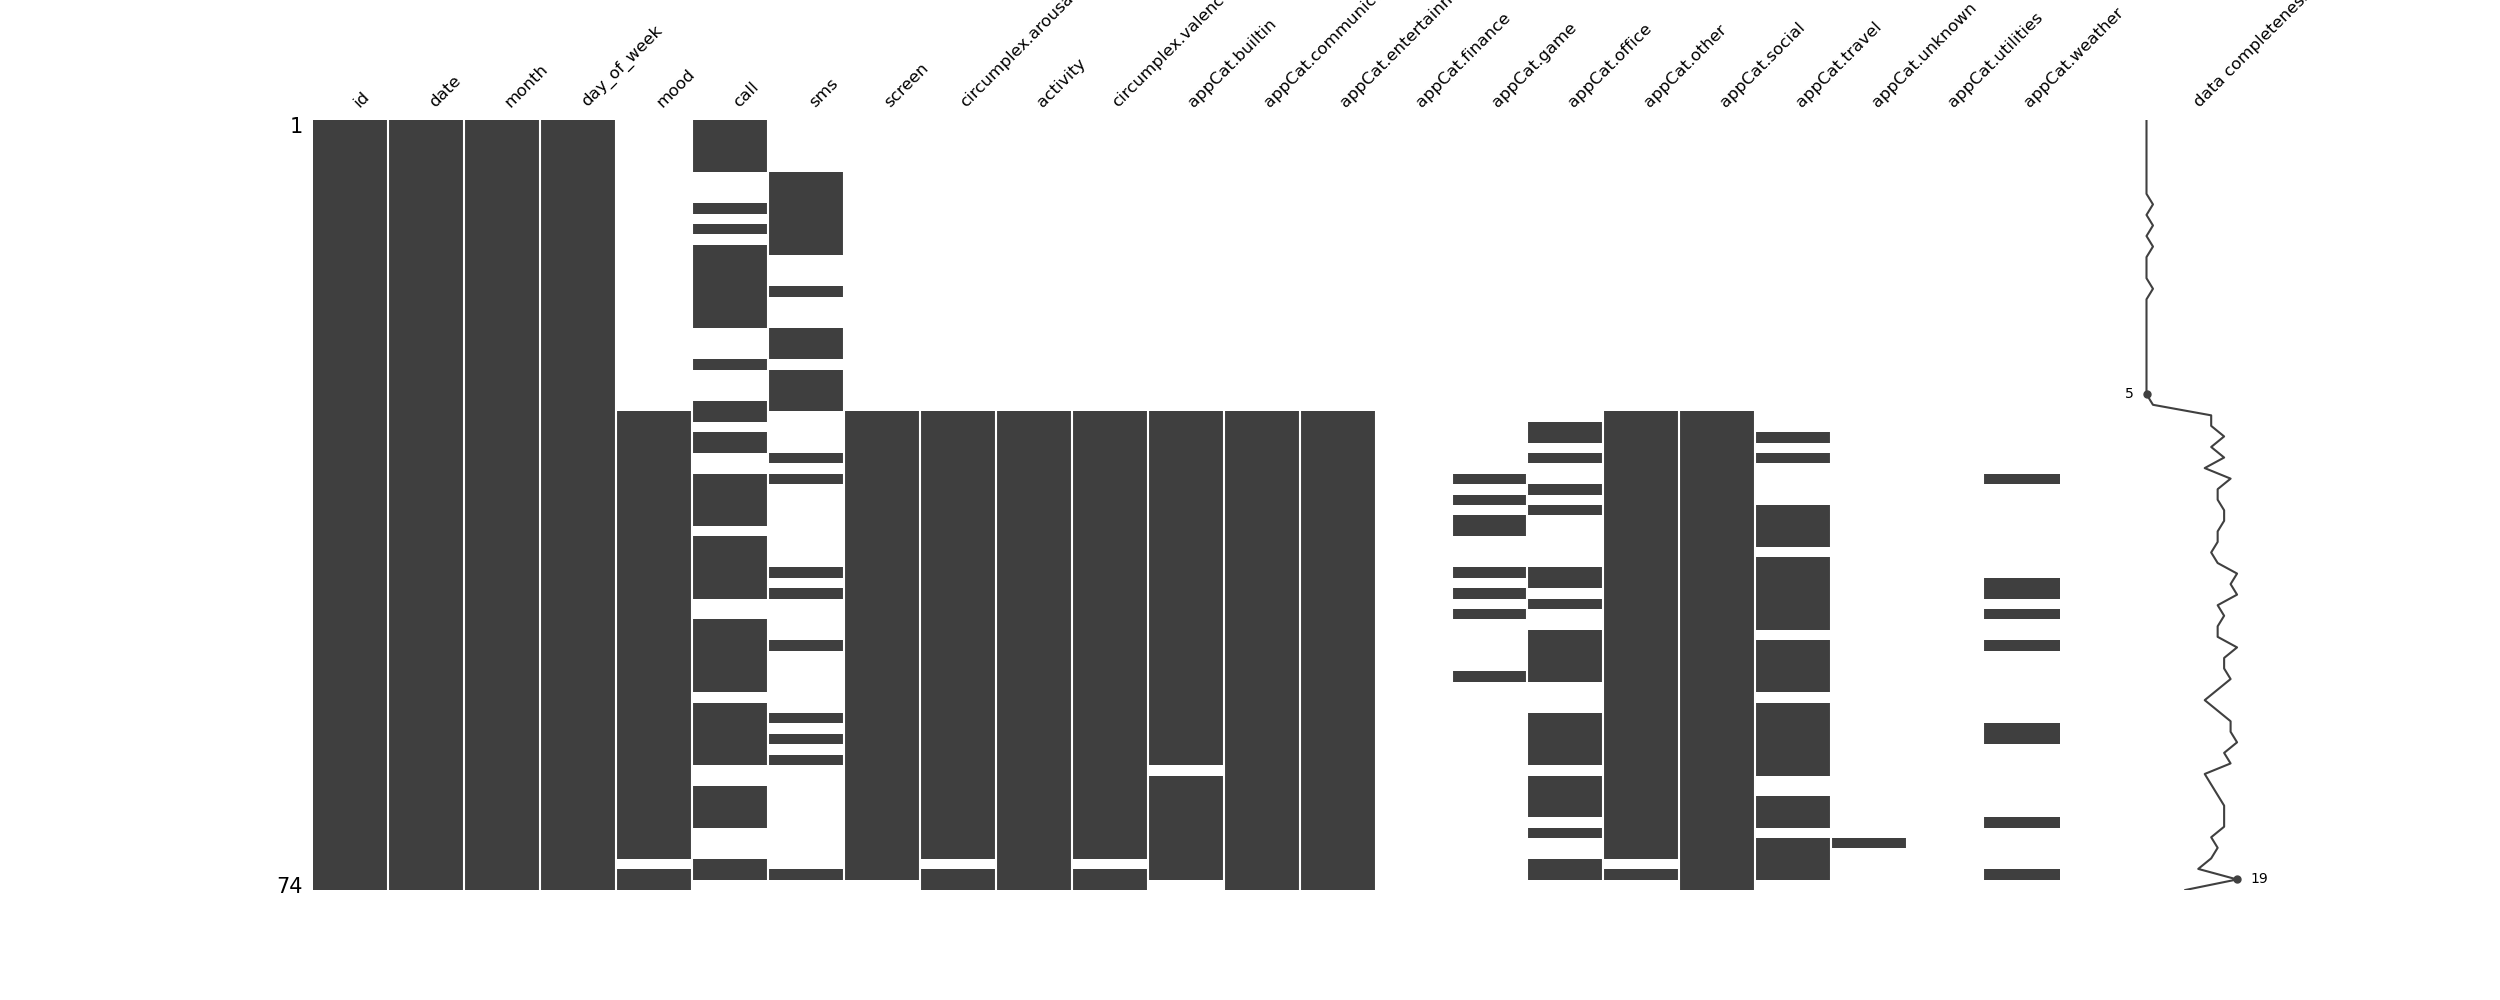 id
date
month
day_of_week
mood
call
sms
screen
circumplex.arousa
activity
circumplex.valenc
appCat.builtin
appCat.communic
appCat.entertainm
appCat.finance
appCat.game
appCat.office
appCat.other
appCat.social
appCat.travel
appCat.unknown
appCat.utilities
appCat.weather
data completenes
1
5
74
19